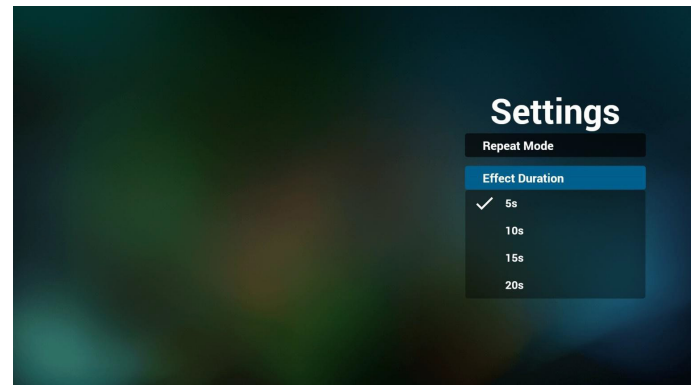 Settings
Repeat Mode
Effect Duration
5s
10s
15s
20s